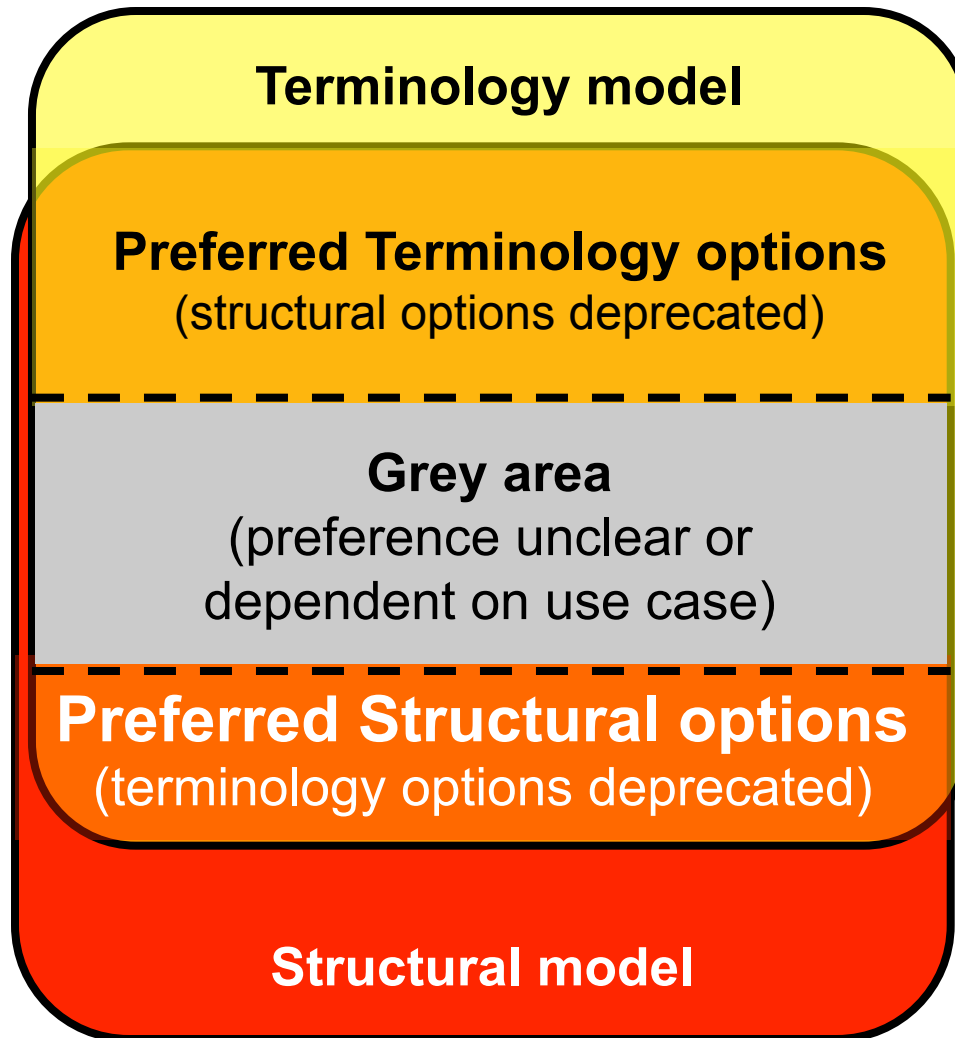 Terminology model
Preferred Terminology options
(structural options deprecated)
Grey area
(preference unclear or
dependent on use case)
Preferred Structural options
(terminology options deprecated)
Structural model